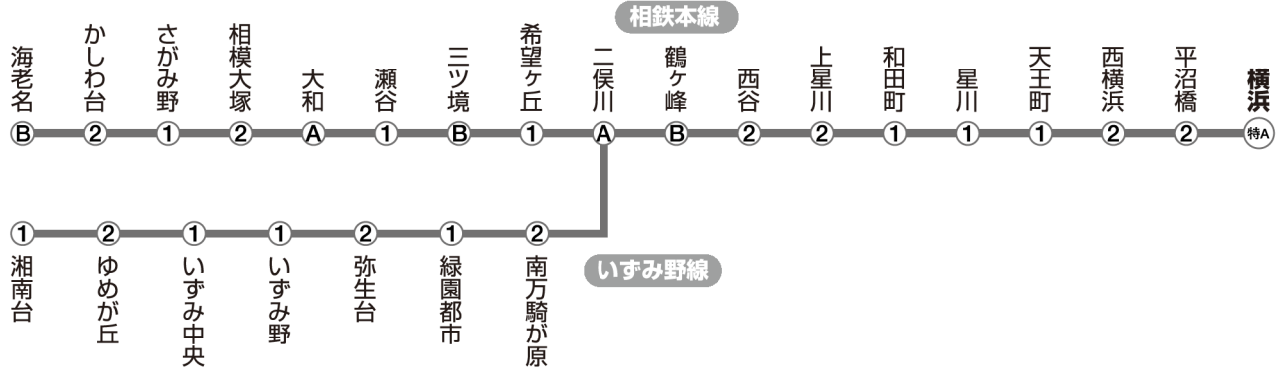 相鉄本線
海老名
かしわ台
さがみ野
相模大塚
大和
瀬谷
三ツ境
希望ヶ丘
二俣川
鶴ヶ峰
西谷
上星川
和田町
星川
天王町
西横浜
平沼橋
横浜
B 2 1 2 A 1 B 1 A B 2 2 1 1 1 2 2 特A
1 2 1 1 2 1 2
湘南台
ゆめが丘
いずみ中央
いずみ野
弥生台
緑園都市
南万騎が原
いずみ野線